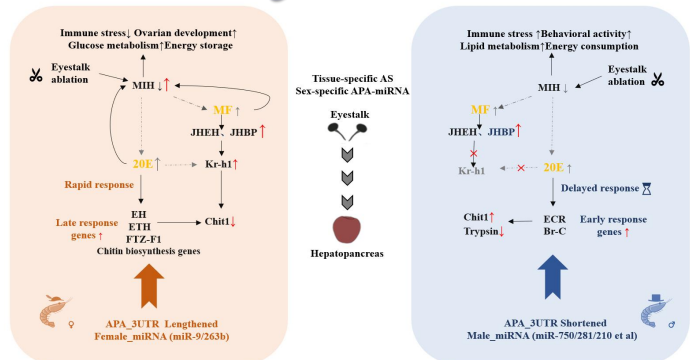 Immune stress↓ Ovarian development↑
Glucose metabolism↑Energy storage
Eyestalk
ablation
MIH ↓ ↑
MF ↑
JHEH、JHBP ↑
20E ↑
Kr-h1↑
Rapid response
Late response
genes ↑
EH
ETH
FTZ-F1
Chitin biosynthesis genes
Chit1↓
APA_3UTR Lengthened
Female_miRNA (miR-9/263b)
♀
Tissue-specific AS
Sex-specific APA-miRNA
Eyestalk
Hepatopancreas
Immune stress ↑Behavioral activity↑
Lipid metabolism↑Energy consumption
Eyestalk
ablation
MIH ↓
MF ↑
JHEH、JHBP ↑
Kr-h1
20E ↑
Delayed response
Chit1↑
Trypsin↓
ECR
Br-C
Early response
genes ↑
APA_3UTR Shortened
Male_miRNA (miR-750/281/210 et al)
♂